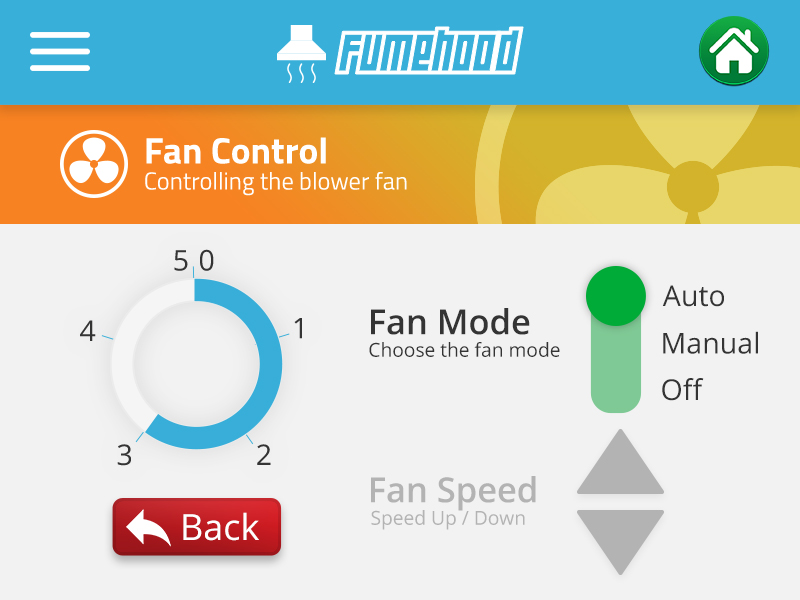 Fumehood
Fan Control
Controlling the blower fan
5 0
4
1
3
2
Back
Fan Mode
Choose the fan mode
Auto
Manual
Off
Fan Speed
Speed Up / Down